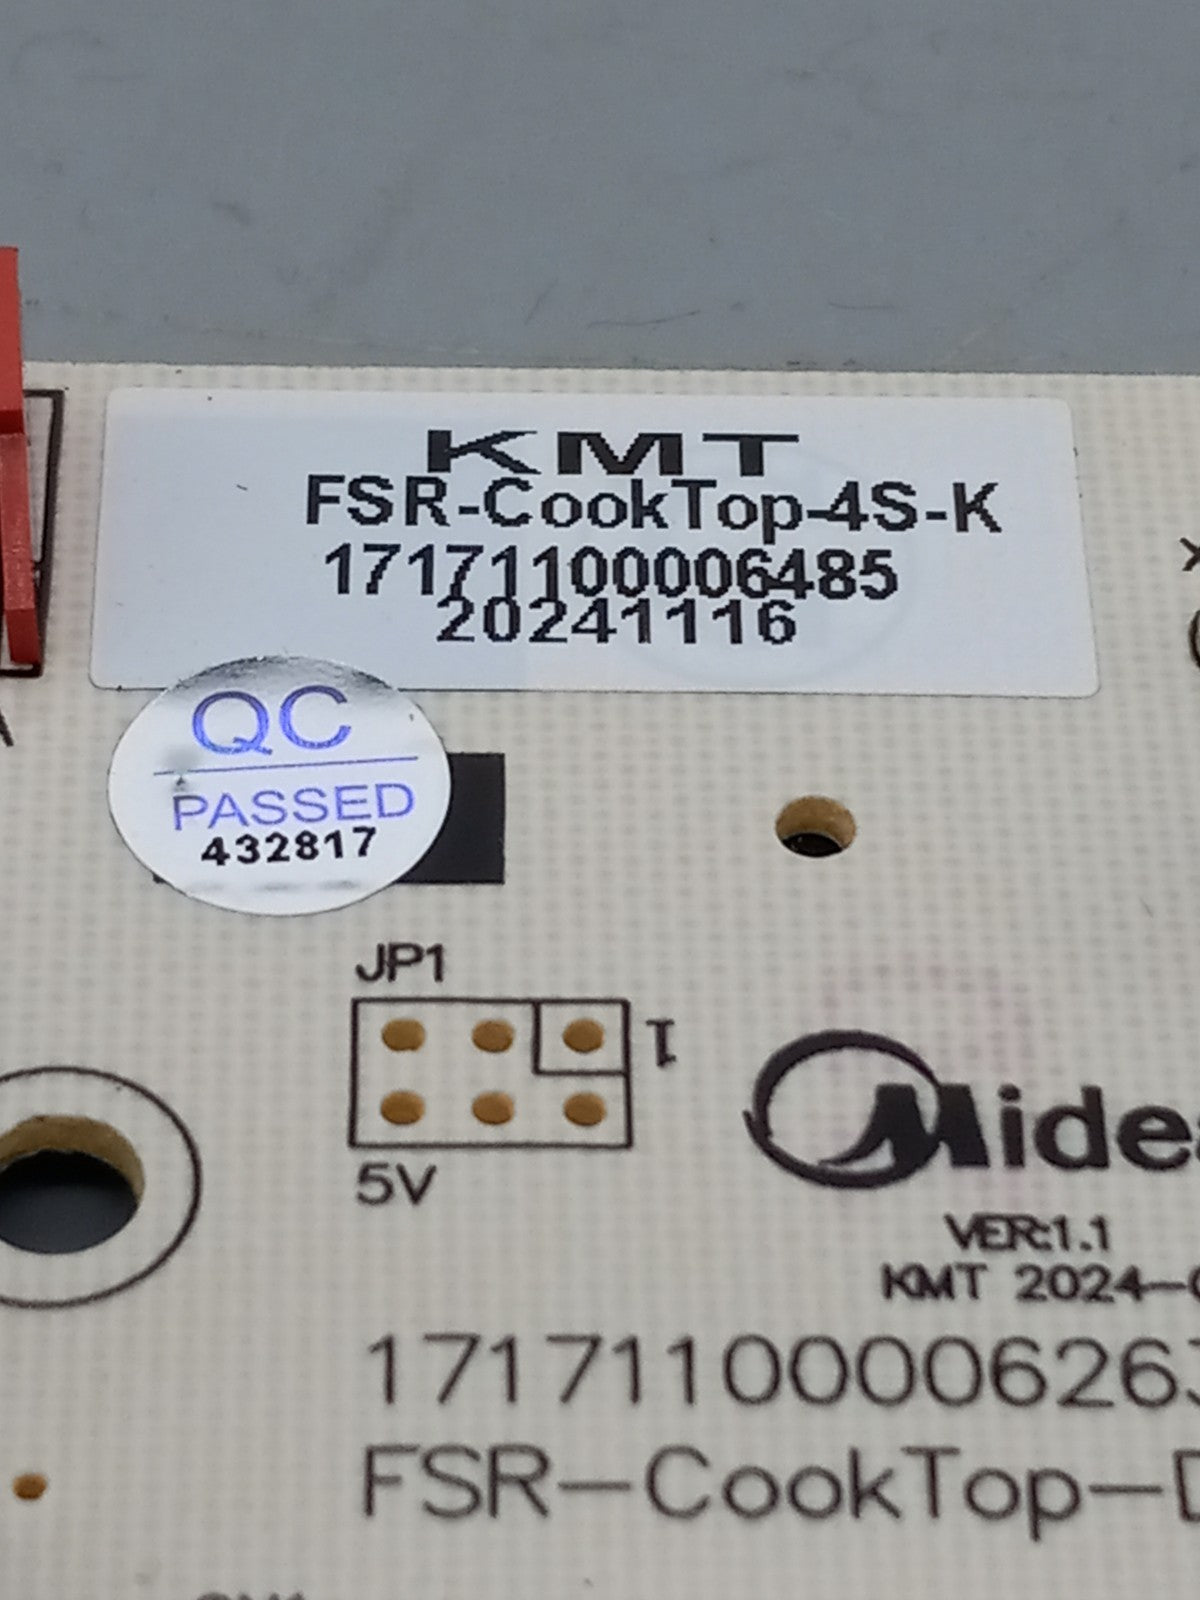 KMT
FSR-CookTop-4S-K
17171100006485
20241116
QC
PASSED
432817
JP1
1
5V
Midea
VER:1.1
KMT 2024-
1717110000626
FSR-CookTop-